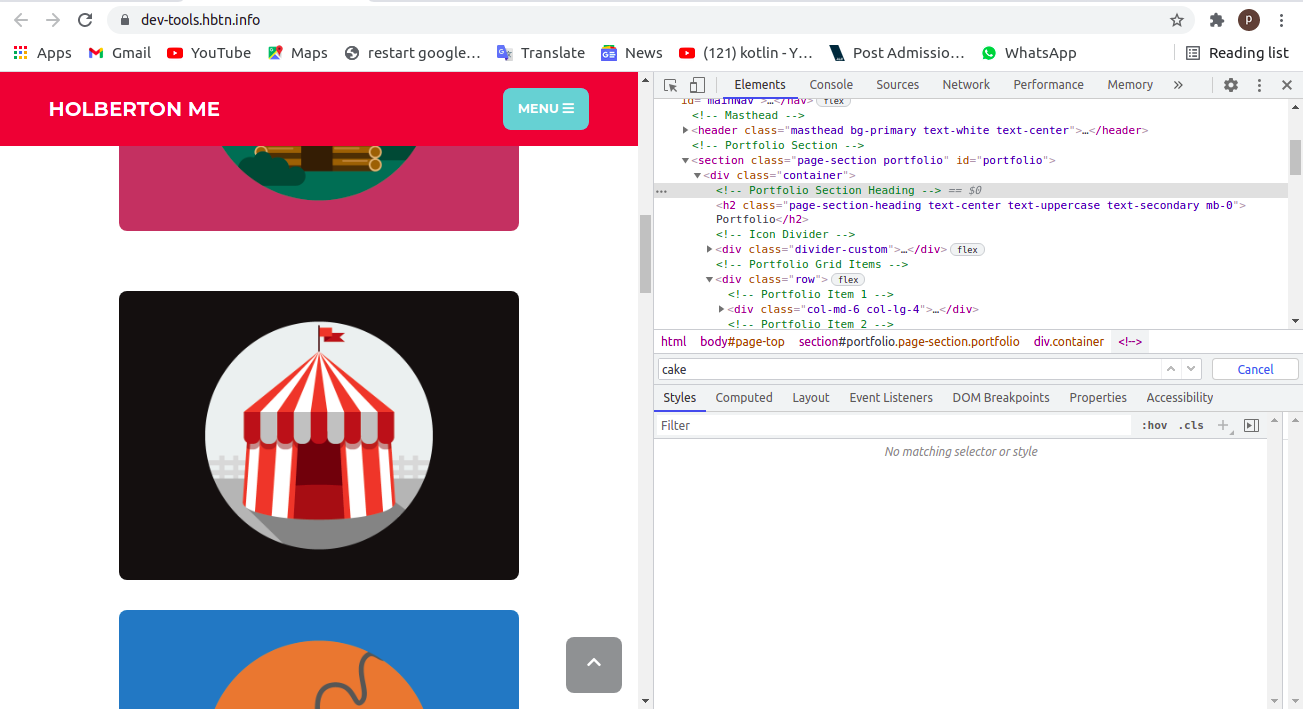 dev-tools.hbtn.info
P
Apps Gmail YouTube Maps restart google… Translate News (121) kotlin - Y… Post Admissio… WhatsApp Reading list
HOLBERTON ME
MENU
Elements Console Sources Network Performance Memory »
id="mainNav">…</nav> flex
<!-- Masthead -->
<header class="masthead bg-primary text-white text-center">…</header>
<!-- Portfolio Section -->
<section class="page-section portfolio" id="portfolio">
<div class="container">
… <!-- Portfolio Section Heading --> == $0
<h2 class="page-section-heading text-center text-uppercase text-secondary mb-0">
Portfolio</h2>
<!-- Icon Divider -->
<div class="divider-custom">…</div> flex
<!-- Portfolio Grid Items -->
<div class="row"> flex
<!-- Portfolio Item 1 -->
<div class="col-md-6 col-lg-4">…</div>
<!-- Portfolio Item 2 -->
html body#page-top section#portfolio.page-section.portfolio div.container <!-->
cake Cancel
Styles Computed Layout Event Listeners DOM Breakpoints Properties Accessibility
Filter :hov .cls +
No matching selector or style